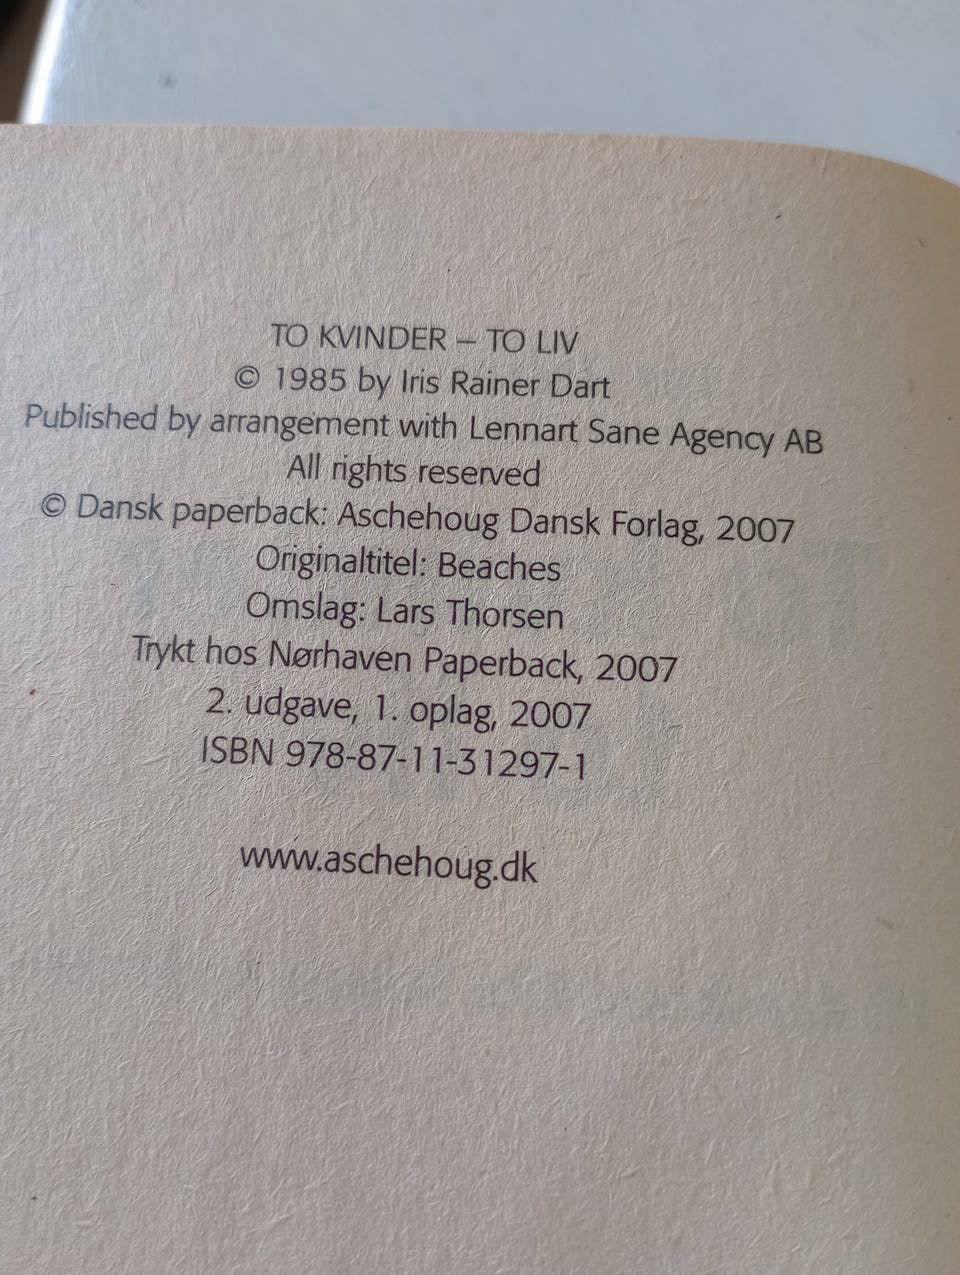 TO KVINDER – TO LIV
© 1985 by Iris Rainer Dart
Published by arrangement with Lennart Sane Agency AB
All rights reserved
© Dansk paperback: Aschehoug Dansk Forlag, 2007
Originaltitel: Beaches
Omslag: Lars Thorsen
Trykt hos Nørhaven Paperback, 2007
2. udgave, 1. oplag, 2007
ISBN 978-87-11-31297-1
www.aschehoug.dk